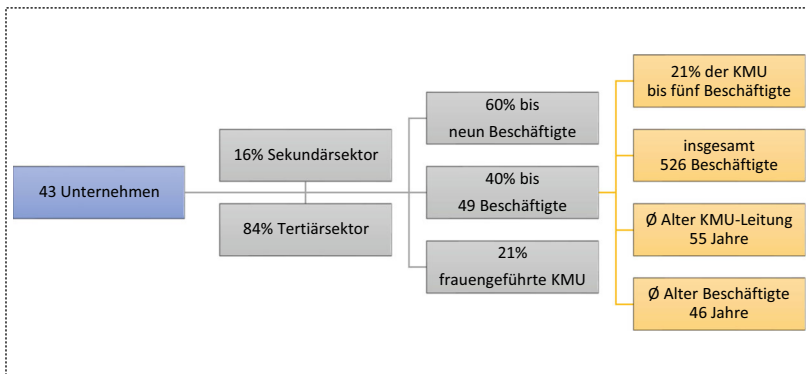 43 Unternehmen
16% Sekundärsektor
84% Tertiärsektor
60% bis
neun Beschäftigte
40% bis
49 Beschäftigte
21%
frauengeführte KMU
21% der KMU
bis fünf Beschäftigte
insgesamt
526 Beschäftigte
Ø Alter KMU-Leitung
55 Jahre
Ø Alter Beschäftigte
46 Jahre